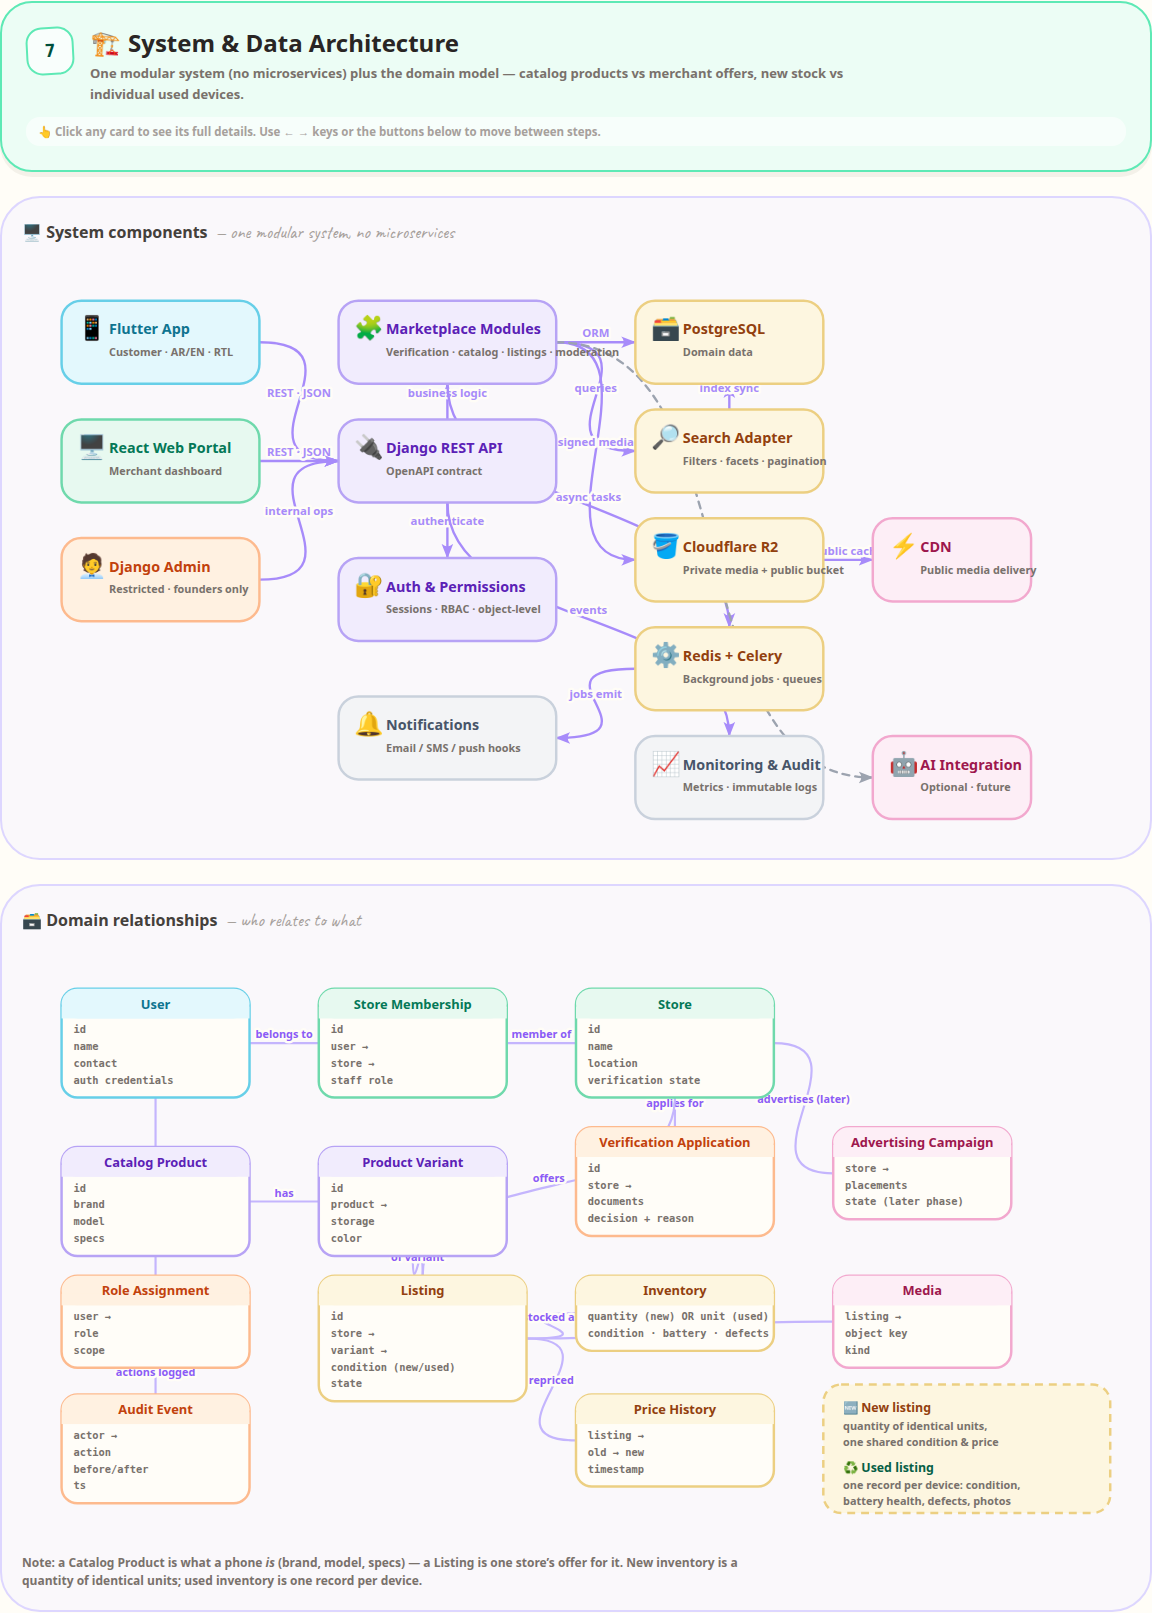 7
🏗️ System & Data Architecture
One modular system (no microservices) plus the domain model — catalog products vs merchant offers, new stock vs
individual used devices.
👆 Click any card to see its full details. Use ← → keys or the buttons below to move between steps.
🖥️ System components — one modular system, no microservices
Flutter App
Customer · AR/EN · RTL
Marketplace Modules
Verification · catalog · listings · moderation
ORM
PostgreSQL
Domain data
REST · JSON
business logic
queries
index sync
React Web Portal
Merchant dashboard
REST · JSON
Django REST API
OpenAPI contract
signed media
Search Adapter
Filters · facets · pagination
internal ops
authenticate
async tasks
Django Admin
Restricted · founders only
Auth & Permissions
Sessions · RBAC · object-level
Cloudflare R2
Private media + public bucket
CDN
Public media delivery
events
Redis + Celery
Background jobs · queues
jobs emit
Notifications
Email / SMS / push hooks
Monitoring & Audit
Metrics · immutable logs
AI Integration
Optional · future
🗃️ Domain relationships — who relates to what
User
id
name
contact
auth credentials
belongs to
Store Membership
id
user →
store →
staff role
member of
Store
id
name
location
verification state
applies for
advertises (later)
Catalog Product
id
brand
model
specs
has
Product Variant
id
product →
storage
color
offers
Verification Application
id
store →
documents
decision + reason
Advertising Campaign
store →
placements
state (later phase)
of variant
Role Assignment
user →
role
scope
Listing
id
store →
variant →
condition (new/used)
state
Inventory
quantity (new) OR unit (used)
condition · battery · defects
Media
listing →
object key
kind
actions logged
repriced
Audit Event
actor →
action
before/after
ts
Price History
listing →
old → new
timestamp
🆕 New listing
quantity of identical units,
one shared condition & price
♻️ Used listing
one record per device: condition,
battery health, defects, photos
Note: a Catalog Product is what a phone is (brand, model, specs) — a Listing is one store's offer for it. New inventory is a
quantity of identical units; used inventory is one record per device.